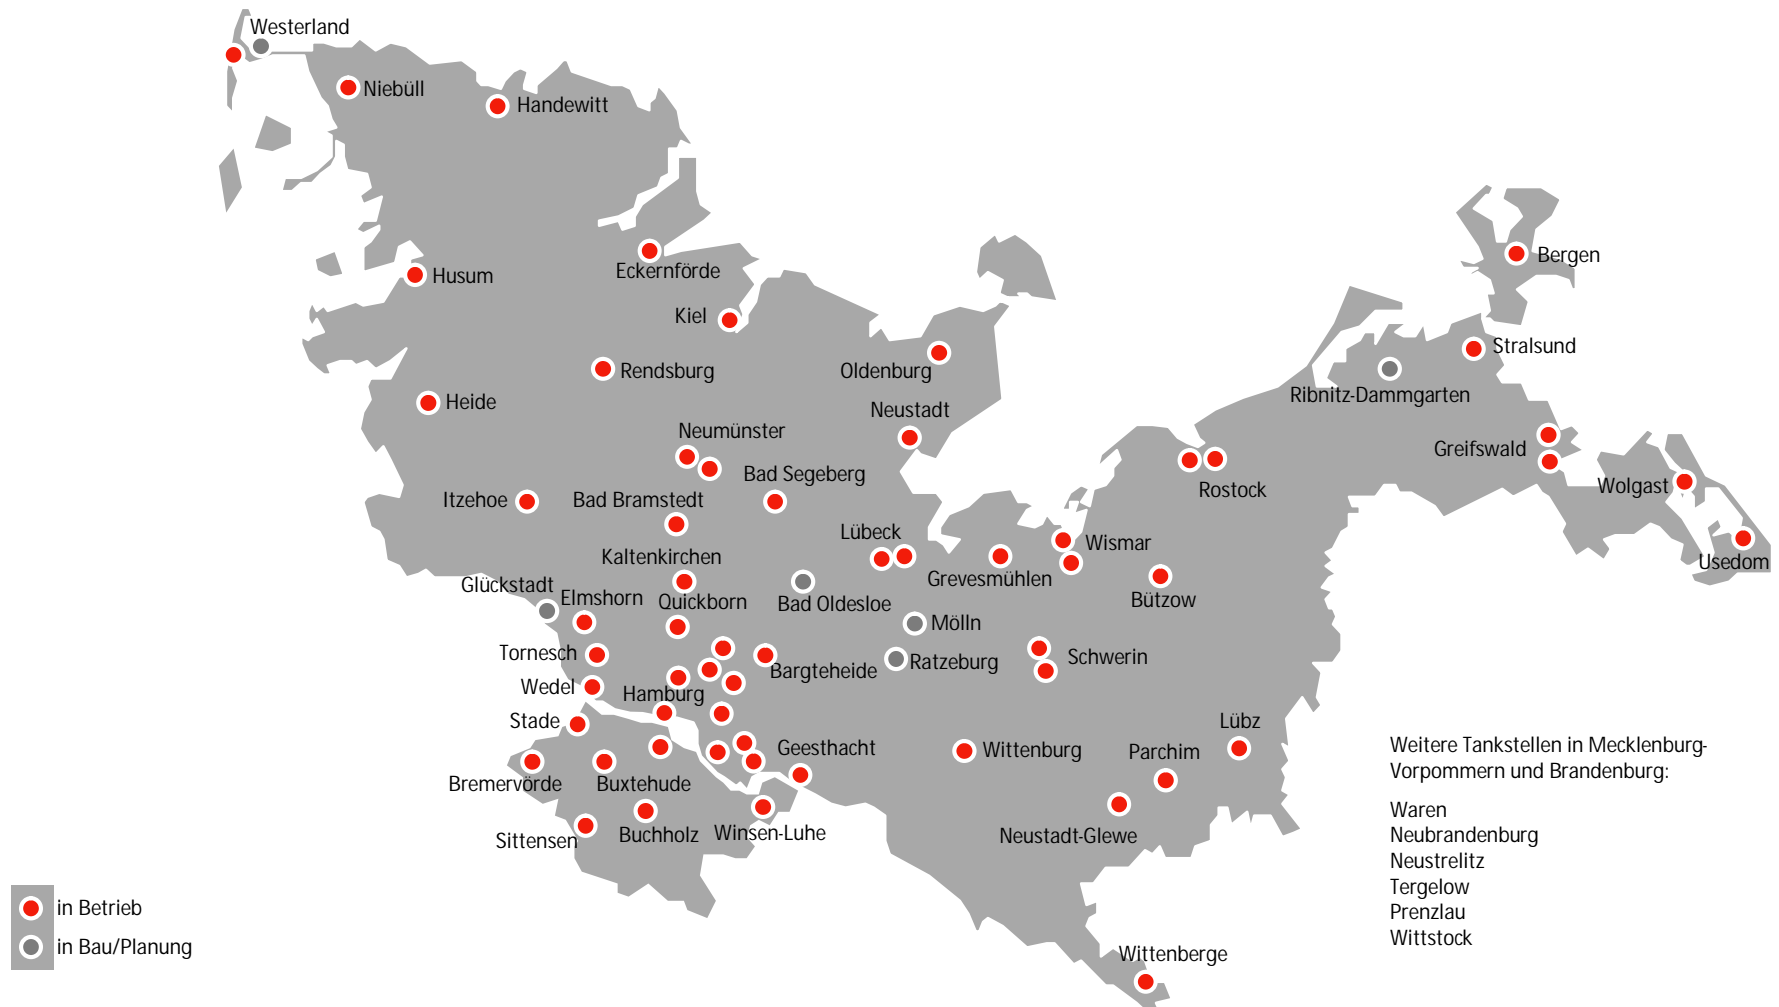 Westerland
Niebüll
Handewitt
Bergen
Husum
Eckernförde
Kiel
Stralsund
Rendsburg
Oldenburg
Ribnitz-Dammgarten
Heide
Neustadt
Neumünster
Greifswald
Bad Segeberg
Wolgast
Rostock
Itzehoe
Bad Bramstedt
Lübeck
Wismar
Kaltenkirchen
Grevesmühlen
Usedom
Glückstadt
Elmshorn
Quickborn
Bad Oldesloe
Bützow
Mölln
Tornesch
Bargteheide
Ratzeburg
Schwerin
Wedel
Hamburg
Stade
Lübz
Geesthacht
Wittenburg
Parchim
Bremervörde
Buxtehude
Sittensen
Buchholz
Winsen-Luhe
Neustadt-Glewe
Wittenberge
Weitere Tankstellen in Mecklenburg-
Vorpommern und Brandenburg:
Waren
Neubrandenburg
Neustrelitz
Tergelow
Prenzlau
Wittstock
in Betrieb
in Bau/Planung